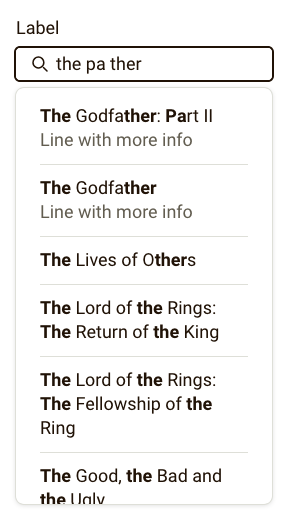 Label
the pa ther
The Godfather: Part II
Line with more info
The Godfather
Line with more info
The Lives of Others
The Lord of the Rings:
The Return of the King
The Lord of the Rings:
The Fellowship of the
Ring
The Good, the Bad and
the Ugly